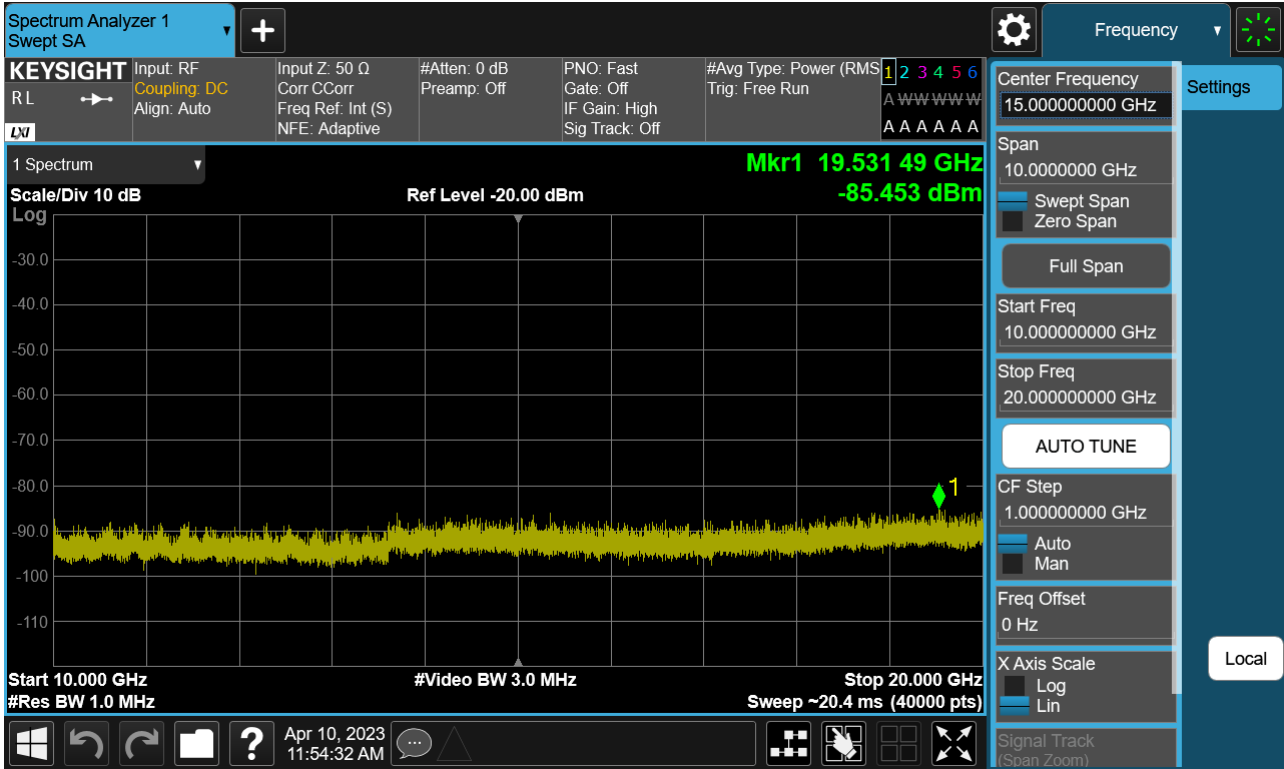 Spectrum Analyzer 1
Swept SA
Frequency
KEYSIGHT
R L
LXI
Input: RF
Coupling: DC
Align: Auto
Input Z: 50 Ω
Corr CCorr
Freq Ref: Int (S)
NFE: Adaptive
#Atten: 0 dB
Preamp: Off
PNO: Fast
Gate: Off
IF Gain: High
Sig Track: Off
#Avg Type: Power (RMS
Trig: Free Run
1 2 3 4 5 6
A W W W W W
A A A A A A
1 Spectrum
Scale/Div 10 dB
Log
Ref Level -20.00 dBm
Mkr1 19.531 49 GHz
-85.453 dBm
-30.0
-40.0
-50.0
-60.0
-70.0
-80.0
1
-90.0
-100
-110
Start 10.000 GHz
#Res BW 1.0 MHz
#Video BW 3.0 MHz
Stop 20.000 GHz
Sweep ~20.4 ms (40000 pts)
Apr 10, 2023
11:54:32 AM
Center Frequency
15.000000000 GHz
Span
10.0000000 GHz
Swept Span
Zero Span
Full Span
Start Freq
10.000000000 GHz
Stop Freq
20.000000000 GHz
AUTO TUNE
CF Step
1.000000000 GHz
Auto
Man
Freq Offset
0 Hz
X Axis Scale
Log
Lin
Signal Track
(Span Zoom)
Settings
Local